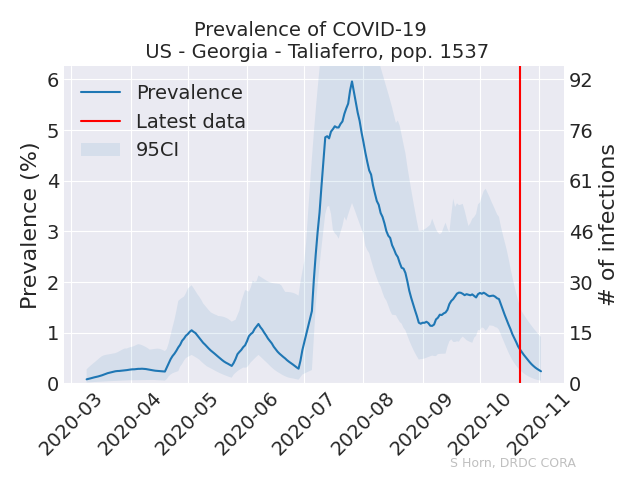 Prevalence of COVID-19
US - Georgia - Taliaferro, pop. 1537
Prevalence (%)
# of infections
Prevalence
Latest data
95CI
6
5
4
3
2
1
0
92
76
61
46
30
15
0
2020-03
2020-04
2020-05
2020-06
2020-07
2020-08
2020-09
2020-10
2020-11
S Horn, DRDC CORA